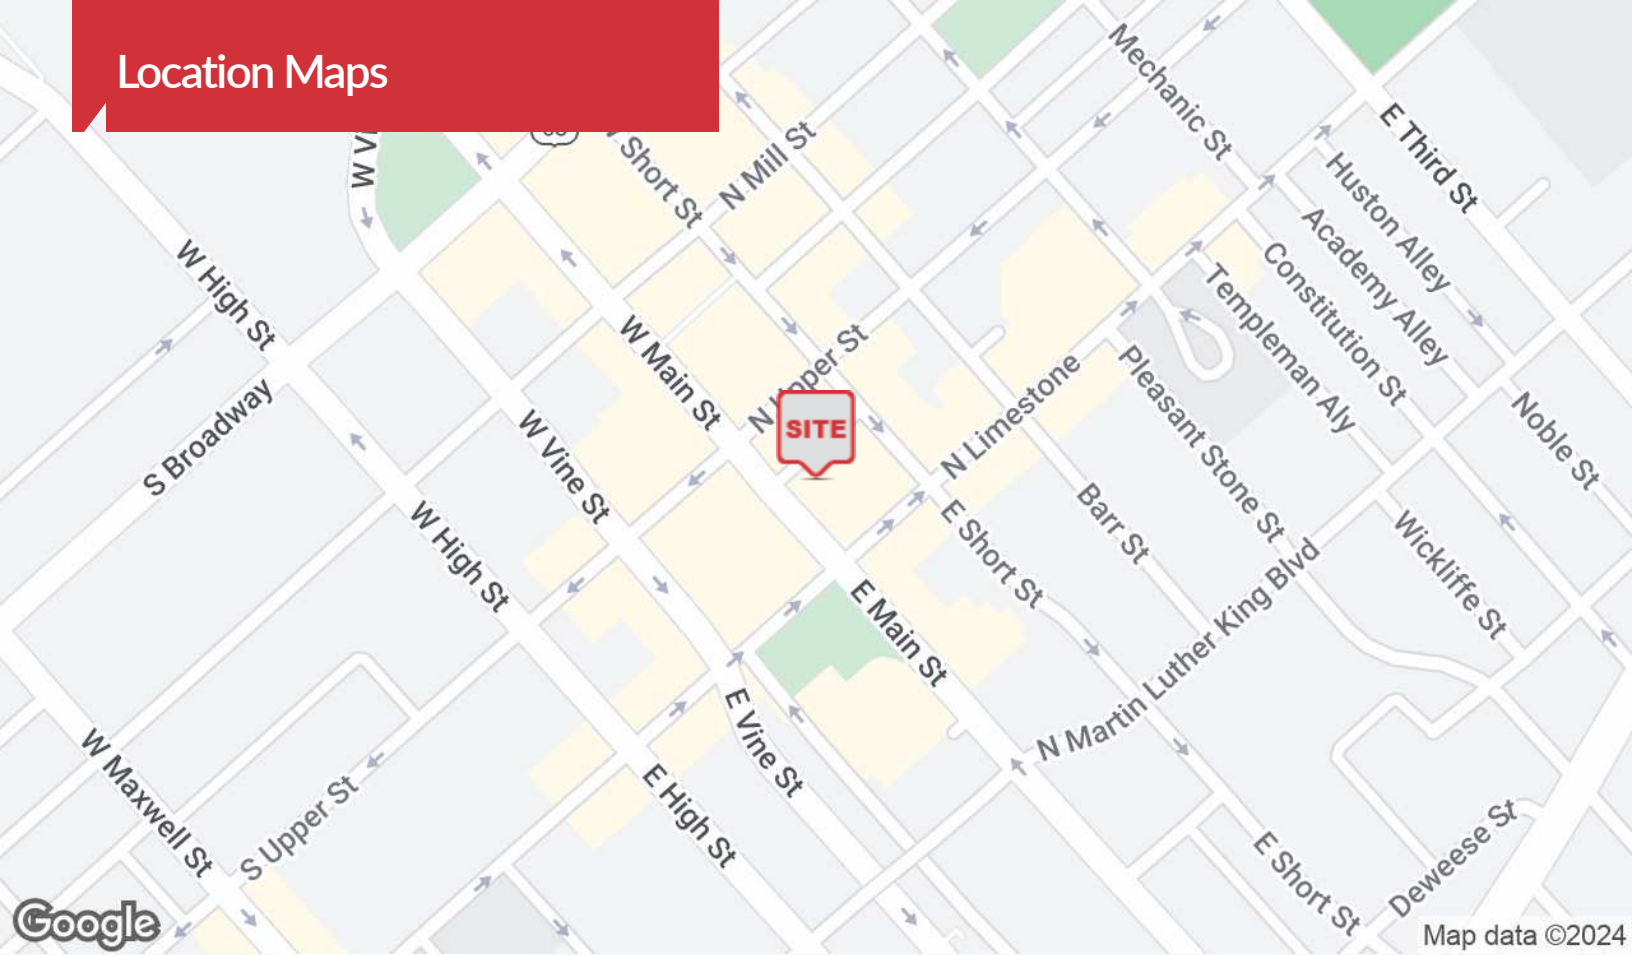 Location Maps
Mechanic St
E Third St
Short St
N Mill St
Huston Alley
Academy Alley
Constitution St
Templeman Aly
W High St
W Main St
N Upper St
SITE
S Broadway
W Vine St
N Limestone
Pleasant Stone St
Noble St
W High St
E Short St
Barr St
Wickliffe St
E Main St
N Martin Luther King Blvd
E Vine St
W Maxwell St
S Upper St
E High St
E Short St
Deweese St
Google
Map data ©2024